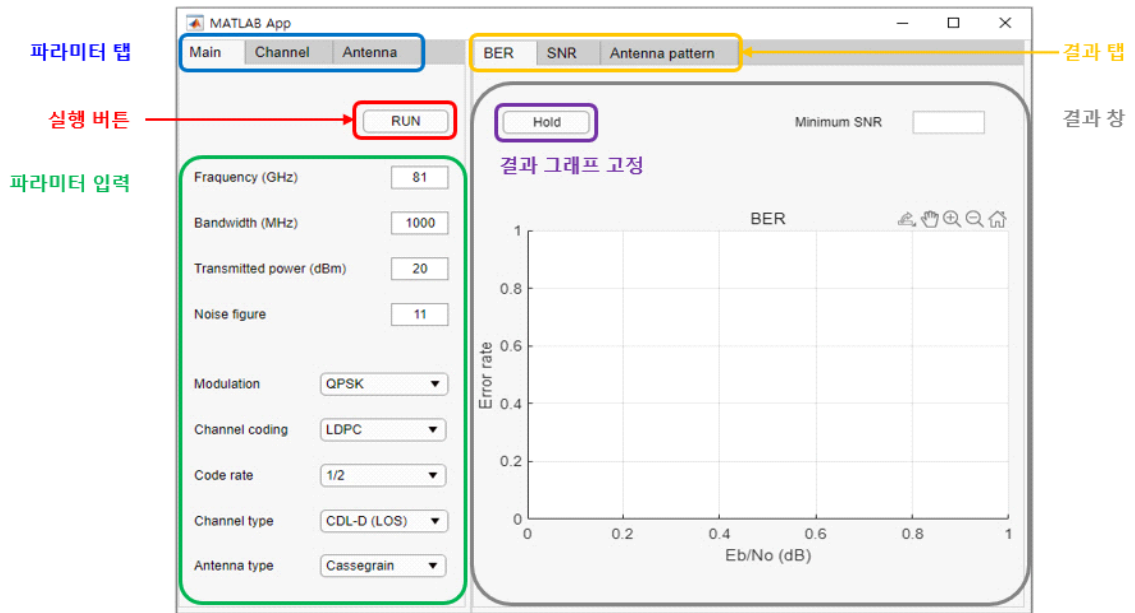 MATLAB App
파라미터 탭
Main Channel Antenna
BER SNR Antenna pattern
결과 탭
실행 버튼
RUN
Hold
Minimum SNR
결과 창
결과 그래프 고정
파라미터 입력
Fraquency (GHz) 81
Bandwidth (MHz) 1000
Transmitted power (dBm) 20
Noise figure 11
Modulation QPSK
Channel coding LDPC
Code rate 1/2
Channel type CDL-D (LOS)
Antenna type Cassegrain
BER
1
0.8
0.6
0.4
0.2
0
Error rate
0 0.2 0.4 0.6 0.8 1
Eb/No (dB)